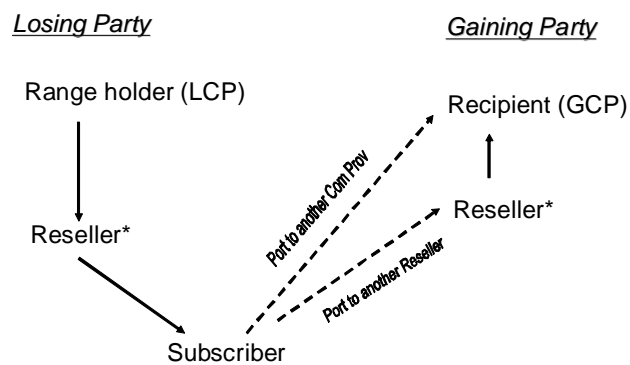 Losing Party
Gaining Party
Range holder (LCP)
Recipient (GCP)
Port to another Com Prov
Reseller*
Reseller*
Port to another Reseller
Subscriber